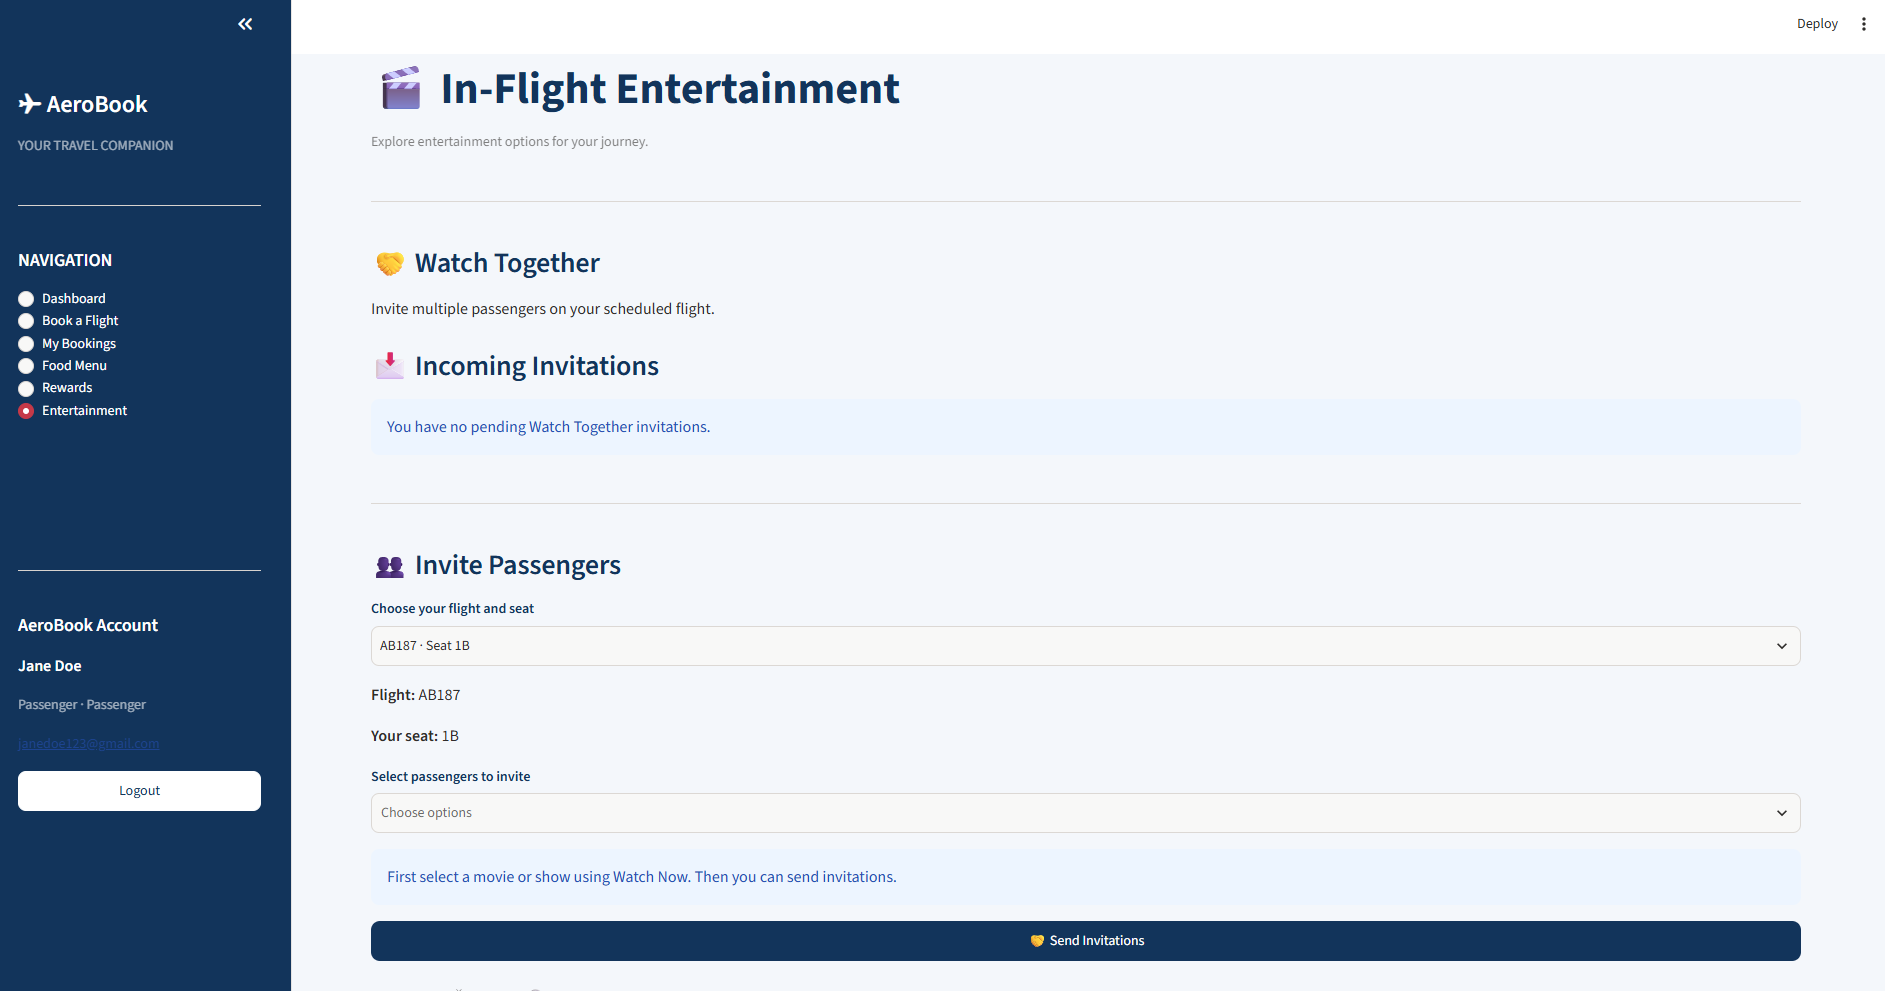 Deploy
AeroBook
YOUR TRAVEL COMPANION
NAVIGATION
Dashboard
Book a Flight
My Bookings
Food Menu
Rewards
Entertainment
AeroBook Account
Jane Doe
Passenger · Passenger
janedoe123@gmail.com
Logout
In-Flight Entertainment
Explore entertainment options for your journey.
Watch Together
Invite multiple passengers on your scheduled flight.
Incoming Invitations
You have no pending Watch Together invitations.
Invite Passengers
Choose your flight and seat
AB187 · Seat 1B
Flight: AB187
Your seat: 1B
Select passengers to invite
Choose options
First select a movie or show using Watch Now. Then you can send invitations.
Send Invitations